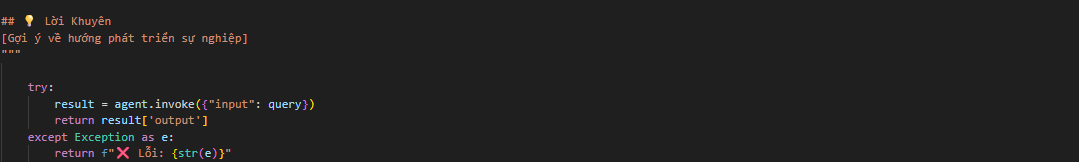 ## 💡 Lời Khuyên
[Gợi ý về hướng phát triển sự nghiệp]
"""
try:
result = agent.invoke({"input": query})
return result['output']
except Exception as e:
return f"❌ Lỗi: {str(e)}"